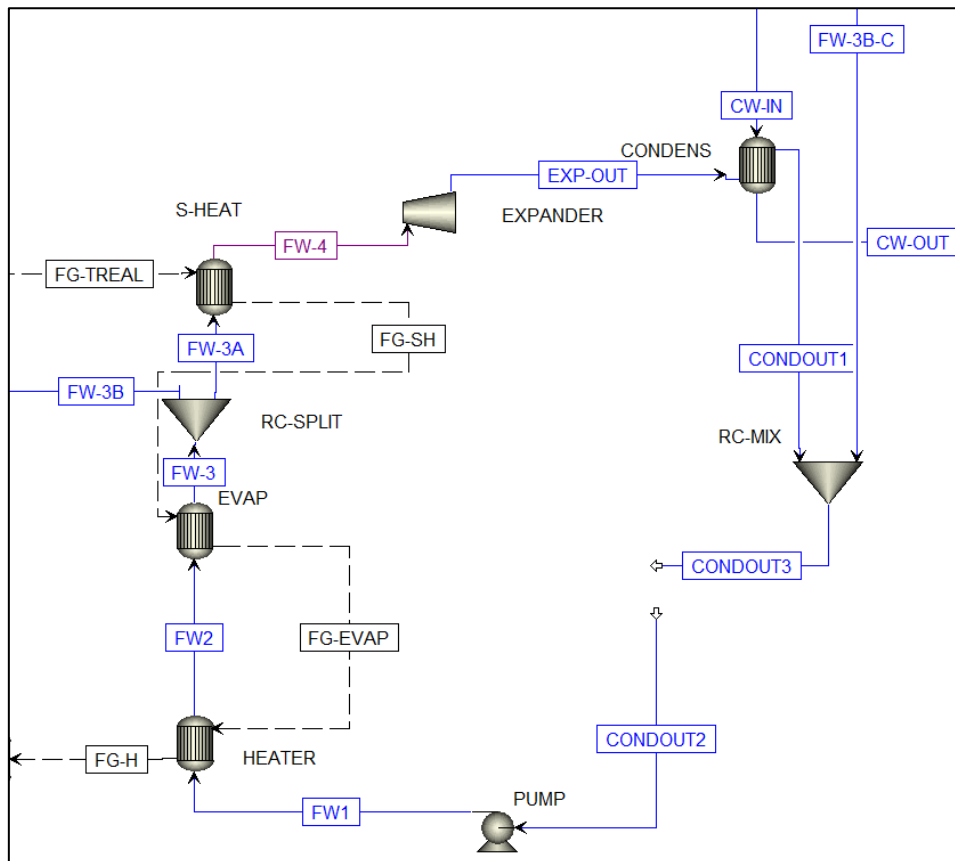 FW-3B-C
CW-IN
CONDENS
EXP-OUT
S-HEAT
EXPANDER
FW-4
CW-OUT
FG-TREAL
FG-SH
FW-3A
CONDOUT1
FW-3B
RC-SPLIT
RC-MIX
FW-3
EVAP
CONDOUT3
FW2
FG-EVAP
CONDOUT2
FG-H
HEATER
PUMP
FW1